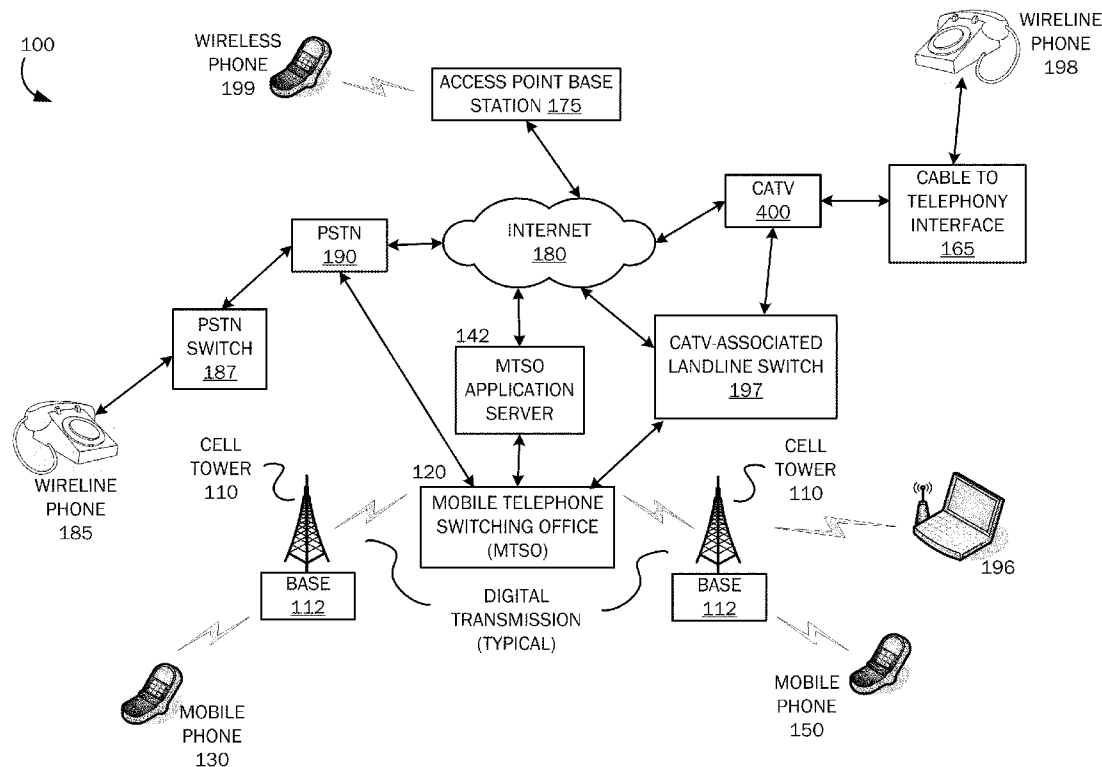 100
WIRELESS
PHONE
199
ACCESS POINT BASE
STATION 175
WIRELINE
PHONE
198
CATV
400
CABLE TO
TELEPHONY
INTERFACE
165
INTERNET
180
PSTN
190
PSTN
SWITCH
187
142
MTSO
APPLICATION
SERVER
CATV-ASSOCIATED
LANDLINE SWITCH
197
WIRELINE
PHONE
185
CELL
TOWER
110
120
MOBILE TELEPHONE
SWITCHING OFFICE
(MTSO)
CELL
TOWER
110
196
BASE
112
DIGITAL
TRANSMISSION
(TYPICAL)
BASE
112
MOBILE
PHONE
130
MOBILE
PHONE
150